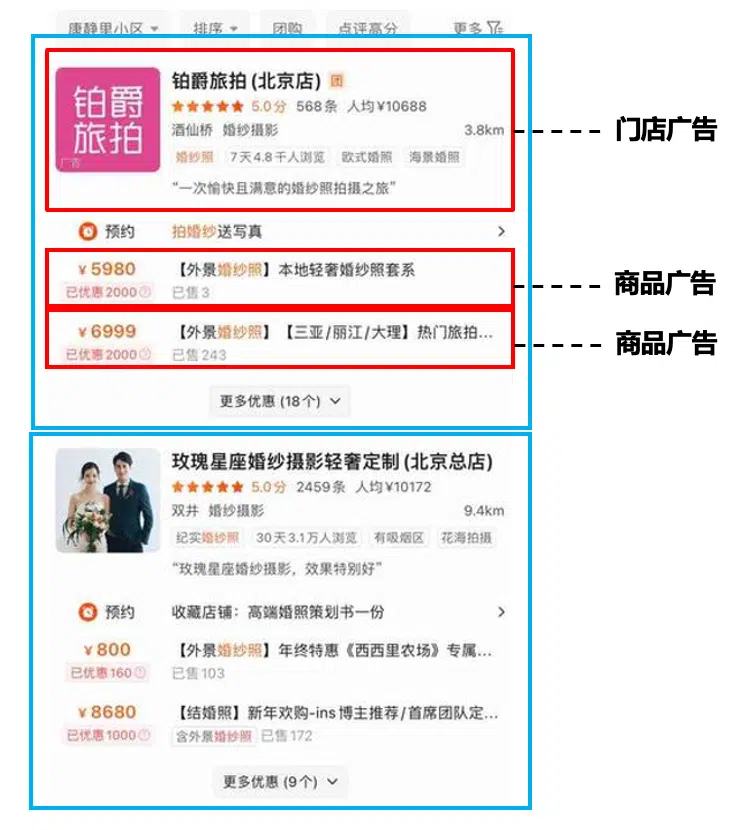 康静里小区 排序 团购 点评高分 更多
铂爵旅拍
广告
铂爵旅拍(北京店) 团
5.0分 568条 人均¥10688
酒仙桥 婚纱摄影 3.8km
婚纱照 7天4.8千人浏览 欧式婚照 海景婚照
“一次愉快且满意的婚纱照拍摄之旅”
门店广告
预约 拍婚纱送写真
¥5980 【外景婚纱照】本地轻奢婚纱照套系
已优惠2000 已售3
商品广告
¥6999 【外景婚纱照】【三亚/丽江/大理】热门旅拍...
已优惠2000 已售243
商品广告
更多优惠(18个)
玫瑰星座婚纱摄影轻奢定制(北京总店)
5.0分 2459条 人均¥10172
双井 婚纱摄影 9.4km
纪实婚纱照 30天3.1万人浏览 有吸烟区 花海拍摄
“玫瑰星座婚纱摄影，效果特别好”
预约 收藏店铺：高端婚照策划书一份
¥800 【外景婚纱照】年终特惠《西西里农场》专属...
已优惠160 已售103
¥8680 【结婚照】新年欢购-ins博主推荐/首席团队定...
已优惠1000 含外景婚纱照 已售172
更多优惠(9个)